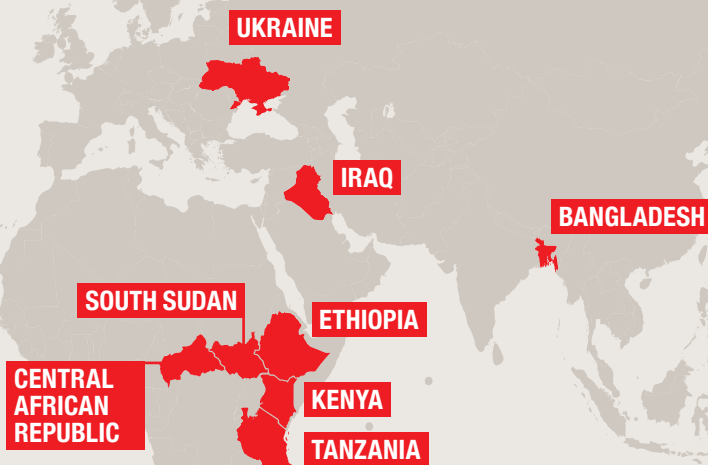 UKRAINE
IRAQ
BANGLADESH
SOUTH SUDAN
ETHIOPIA
CENTRAL
AFRICAN
REPUBLIC
KENYA
TANZANIA